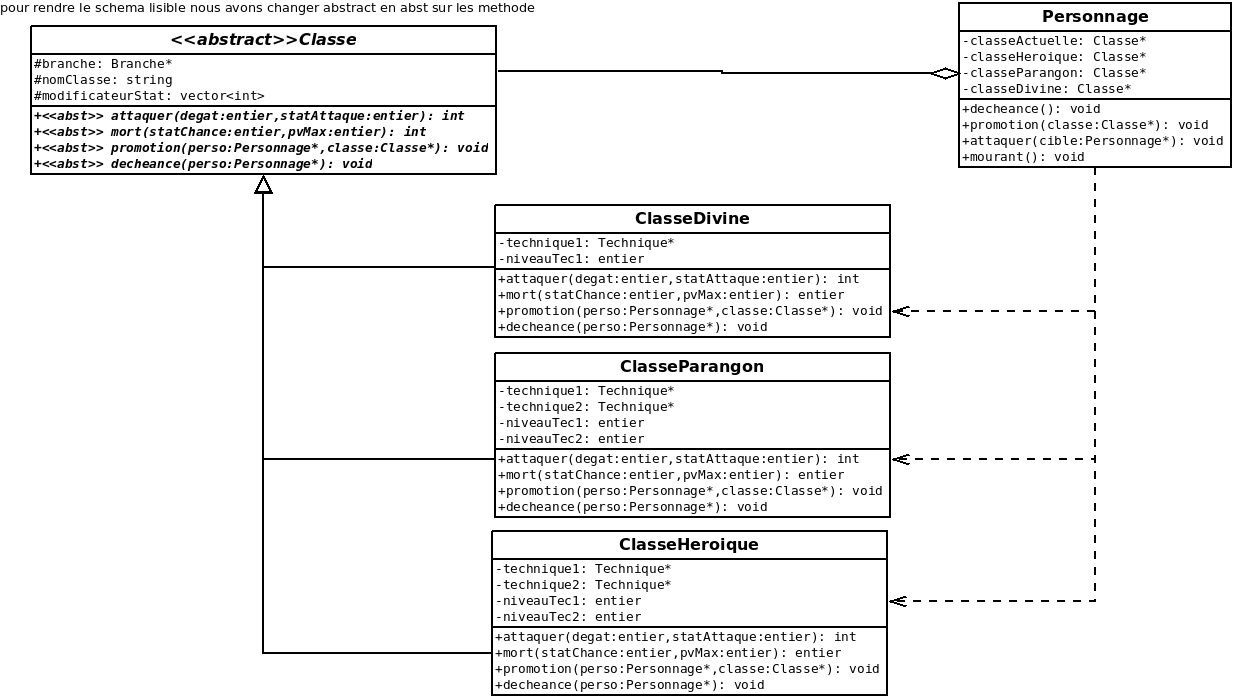 pour rendre le schema lisible nous avons changer abstract en abst sur les methode
<<abstract>>Classe
#branche: Branche*
#nomClasse: string
#modificateurStat: vector<int>
+<<abst>> attaquer(degat:entier,statAttaque:entier): int
+<<abst>> mort(statChance:entier,pvMax:entier): int
+<<abst>> promotion(perso:Personnage*,classe:Classe*): void
+<<abst>> decheance(perso:Personnage*): void
Personnage
-classeActuelle: Classe*
-classeHeroique: Classe*
-classeParangon: Classe*
-classeDivine: Classe*
+decheance(): void
+promotion(classe:Classe*): void
+attaquer(cible:Personnage*): void
+mourant(): void
ClasseDivine
-technique1: Technique*
-niveauTec1: entier
+attaquer(degat:entier,statAttaque:entier): int
+mort(statChance:entier,pvMax:entier): entier
+promotion(perso:Personnage*,classe:Classe*): void
+decheance(perso:Personnage*): void
ClasseParangon
-technique1: Technique*
-technique2: Technique*
-niveauTec1: entier
-niveauTec2: entier
+attaquer(degat:entier,statAttaque:entier): int
+mort(statChance:entier,pvMax:entier): entier
+promotion(perso:Personnage*,classe:Classe*): void
+decheance(perso:Personnage*): void
ClasseHeroique
-technique1: Technique*
-technique2: Technique*
-niveauTec1: entier
-niveauTec2: entier
+attaquer(degat:entier,statAttaque:entier): int
+mort(statChance:entier,pvMax:entier): entier
+promotion(perso:Personnage*,classe:Classe*): void
+decheance(perso:Personnage*): void